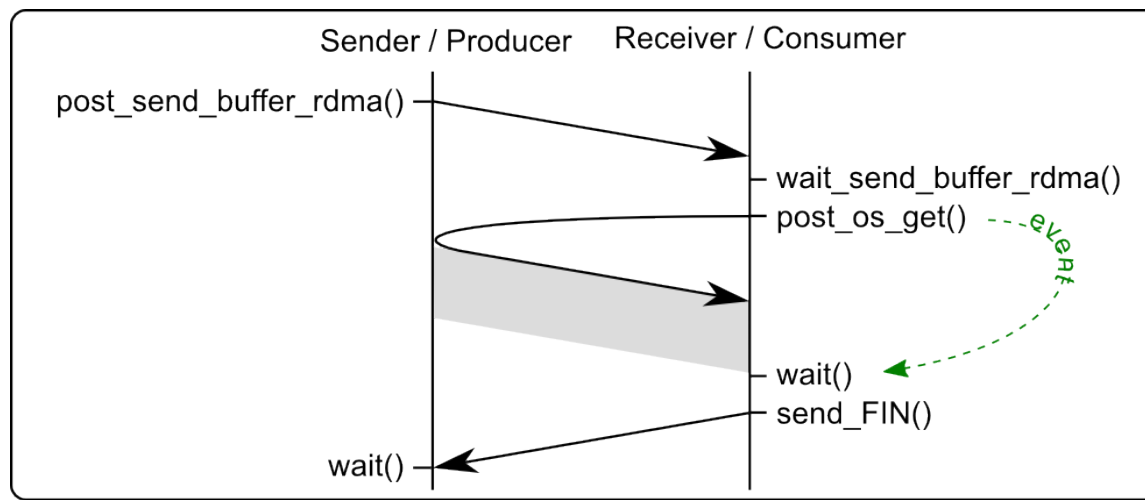 Sender / Producer
Receiver / Consumer
post_send_buffer_rdma()
wait_send_buffer_rdma()
post_os_get()
event
wait()
send_FIN()
wait()